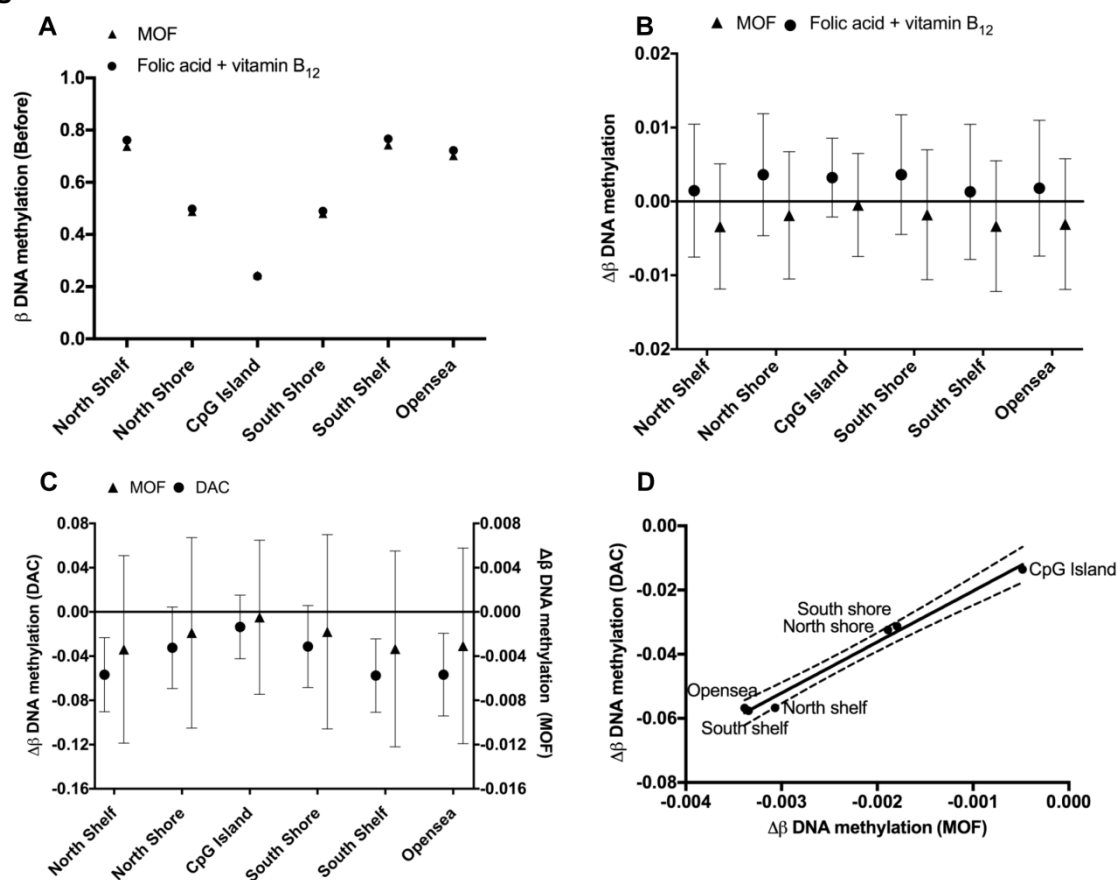 A
▲ MOF
● Folic acid + vitamin B12
β DNA methylation (Before)
1.0
0.8
0.6
0.4
0.2
0.0
North Shelf
North Shore
CpG Island
South Shore
South Shelf
Opensea
B
▲ MOF ● Folic acid + vitamin B12
Δβ DNA methylation
0.02
0.01
0.00
-0.01
-0.02
North Shelf
North Shore
CpG Island
South Shore
South Shelf
Opensea
C
▲ MOF ● DAC
Δβ DNA methylation (DAC)
0.08
0.04
0.00
-0.04
-0.08
-0.12
-0.16
0.008
0.004
0.000
-0.004
-0.008
-0.012
-0.016
Δβ DNA methylation (MOF)
North Shelf
North Shore
CpG Island
South Shore
South Shelf
Opensea
D
Δβ DNA methylation (DAC)
0.00
-0.02
-0.04
-0.06
-0.08
CpG Island
South shore
North shore
Opensea
North shelf
South shelf
-0.004
-0.003
-0.002
-0.001
0.000
Δβ DNA methylation (MOF)